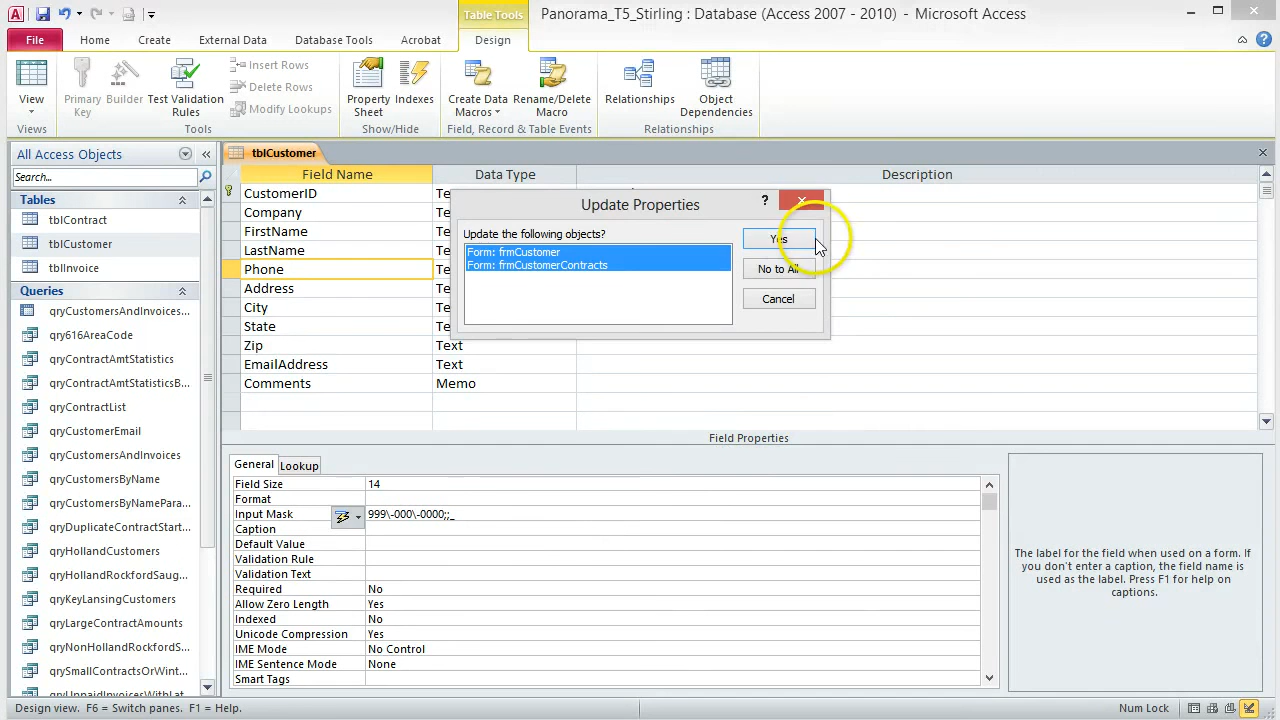 Table Tools
Panorama_T5_Stirling : Database (Access 2007 - 2010) - Microsoft Access
File
Home
Create
External Data
Database Tools
Acrobat
Design
View
Primary Key
Builder
Test Validation Rules
Insert Rows
Delete Rows
Modify Lookups
Property Sheet
Indexes
Create Data Macros
Rename/Delete Macro
Relationships
Object Dependencies
Views
Tools
Show/Hide
Field, Record & Table Events
Relationships
All Access Objects
Search...
Tables
tblContract
tblCustomer
tblInvoice
Queries
qryCustomersAndInvoices...
qry616AreaCode
qryContractAmtStatistics
qryContractAmtStatisticsB...
qryContractList
qryCustomerEmail
qryCustomersAndInvoices
qryCustomersByName
qryCustomersByNamePara...
qryDuplicateContractStart...
qryHollandCustomers
qryHollandRockfordSaug...
qryKeyLansingCustomers
qryLargeContractAmounts
qryNonHollandRockfordS...
qrySmallContractsOrWint...
qryUnpaidInvoicesWithLat...
tblCustomer
Field Name
Data Type
Description
CustomerID
Te
Company
Te
FirstName
Te
LastName
Te
Phone
Te
Address
Te
City
Te
State
Te
Zip
Text
EmailAddress
Text
Comments
Memo
Update Properties
?
Update the following objects?
Form: frmCustomer
Form: frmCustomerContracts
Yes
No to All
Cancel
Field Properties
General
Lookup
Field Size
14
Format
Input Mask
999\-000\-0000;;_
Caption
Default Value
Validation Rule
Validation Text
Required
No
Allow Zero Length
Yes
Indexed
No
Unicode Compression
Yes
IME Mode
No Control
IME Sentence Mode
None
Smart Tags
The label for the field when used on a form. If
you don't enter a caption, the field name is
used as the label. Press F1 for help on
captions.
Design view. F6 = Switch panes. F1 = Help.
Num Lock